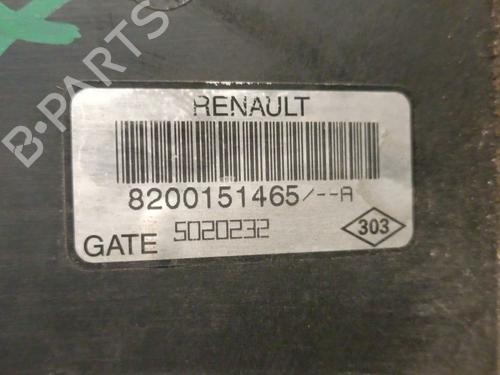 B-PARTS
RENAULT
8200151465/--A
GATE 5020232
303